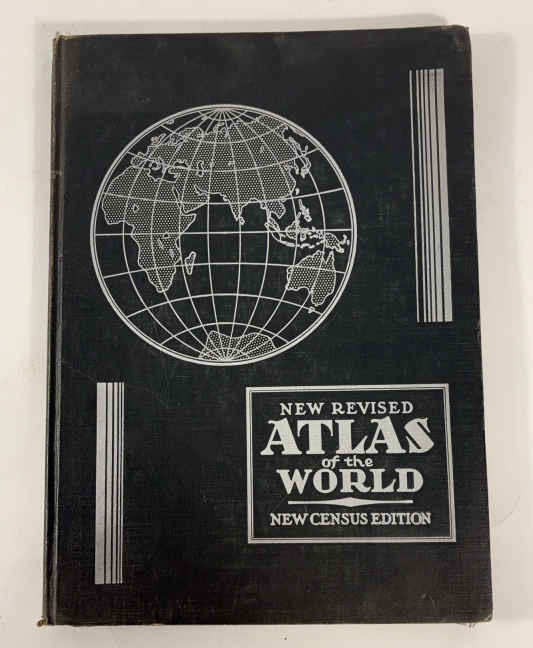 NEW REVISED
ATLAS
of the
WORLD
NEW CENSUS EDITION